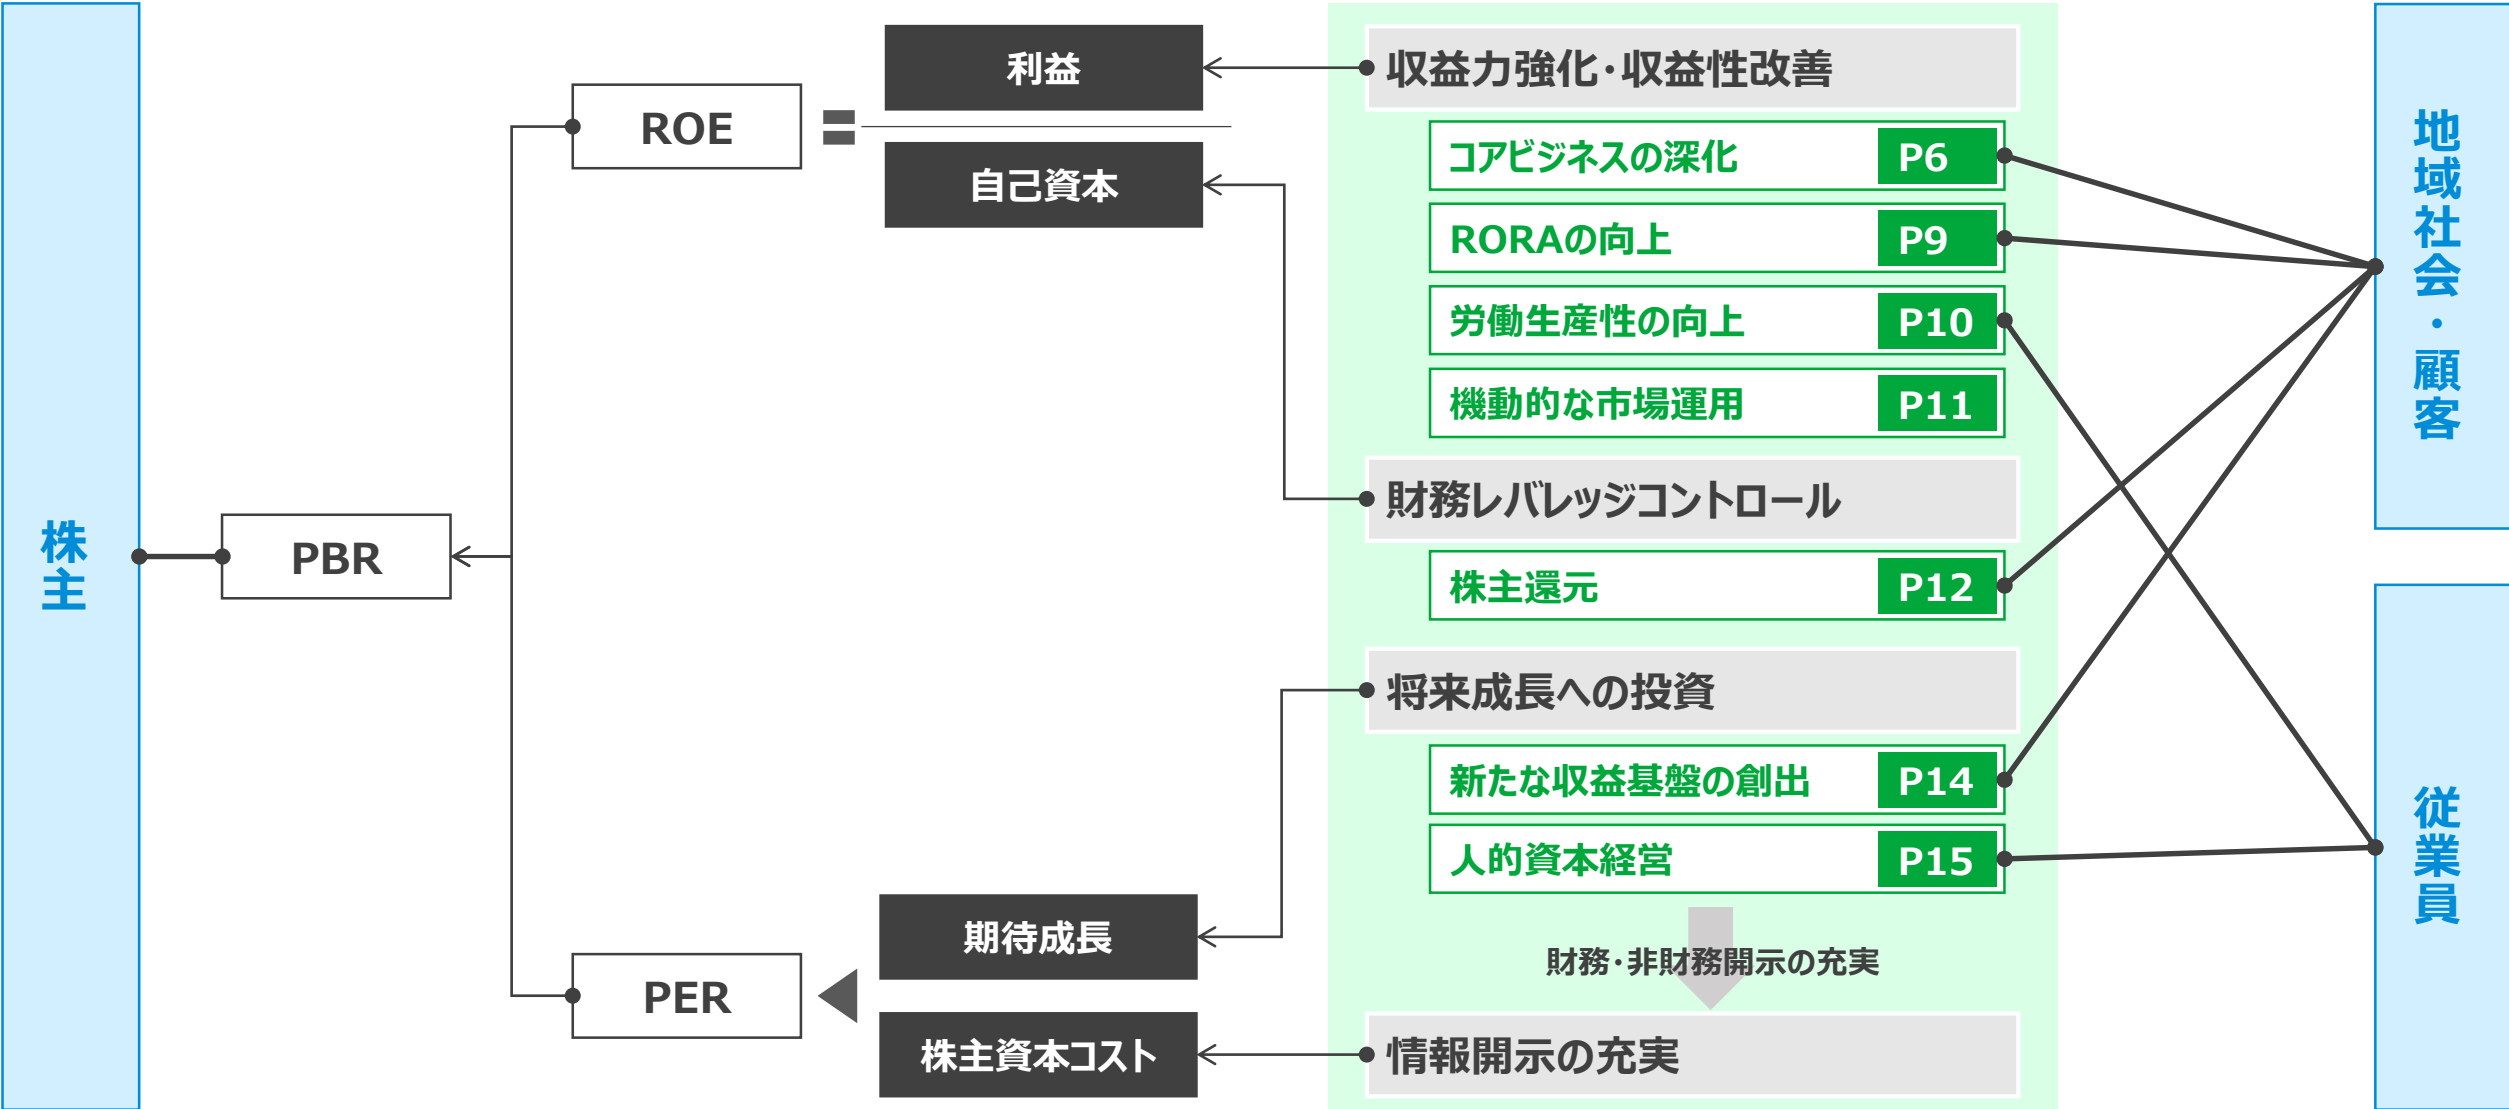 株主
PBR
ROE
PER
利益
自己資本
期待成長
株主資本コスト
収益力強化・収益性改善
コアビジネスの深化 P6
RORAの向上 P9
労働生産性の向上 P10
機動的な市場運用 P11
財務レバレッジコントロール
株主還元 P12
将来成長への投資
新たな収益基盤の創出 P14
人的資本経営 P15
財務・非財務開示の充実
情報開示の充実
地域社会・顧客
従業員